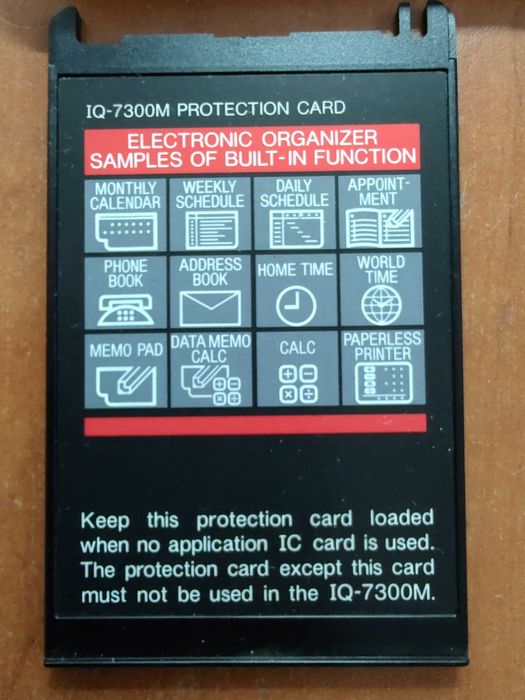 IQ-7300M PROTECTION CARD
ELECTRONIC ORGANIZER
SAMPLES OF BUILT-IN FUNCTION
MONTHLY
CALENDAR
WEEKLY
SCHEDULE
DAILY
SCHEDULE
APPOINT-
MENT
PHONE
BOOK
ADDRESS
BOOK
HOME TIME
WORLD
TIME
MEMO PAD
DATA MEMO
CALC
CALC
PAPERLESS
PRINTER
Keep this protection card loaded
when no application IC card is used.
The protection card except this card
must not be used in the IQ-7300M.